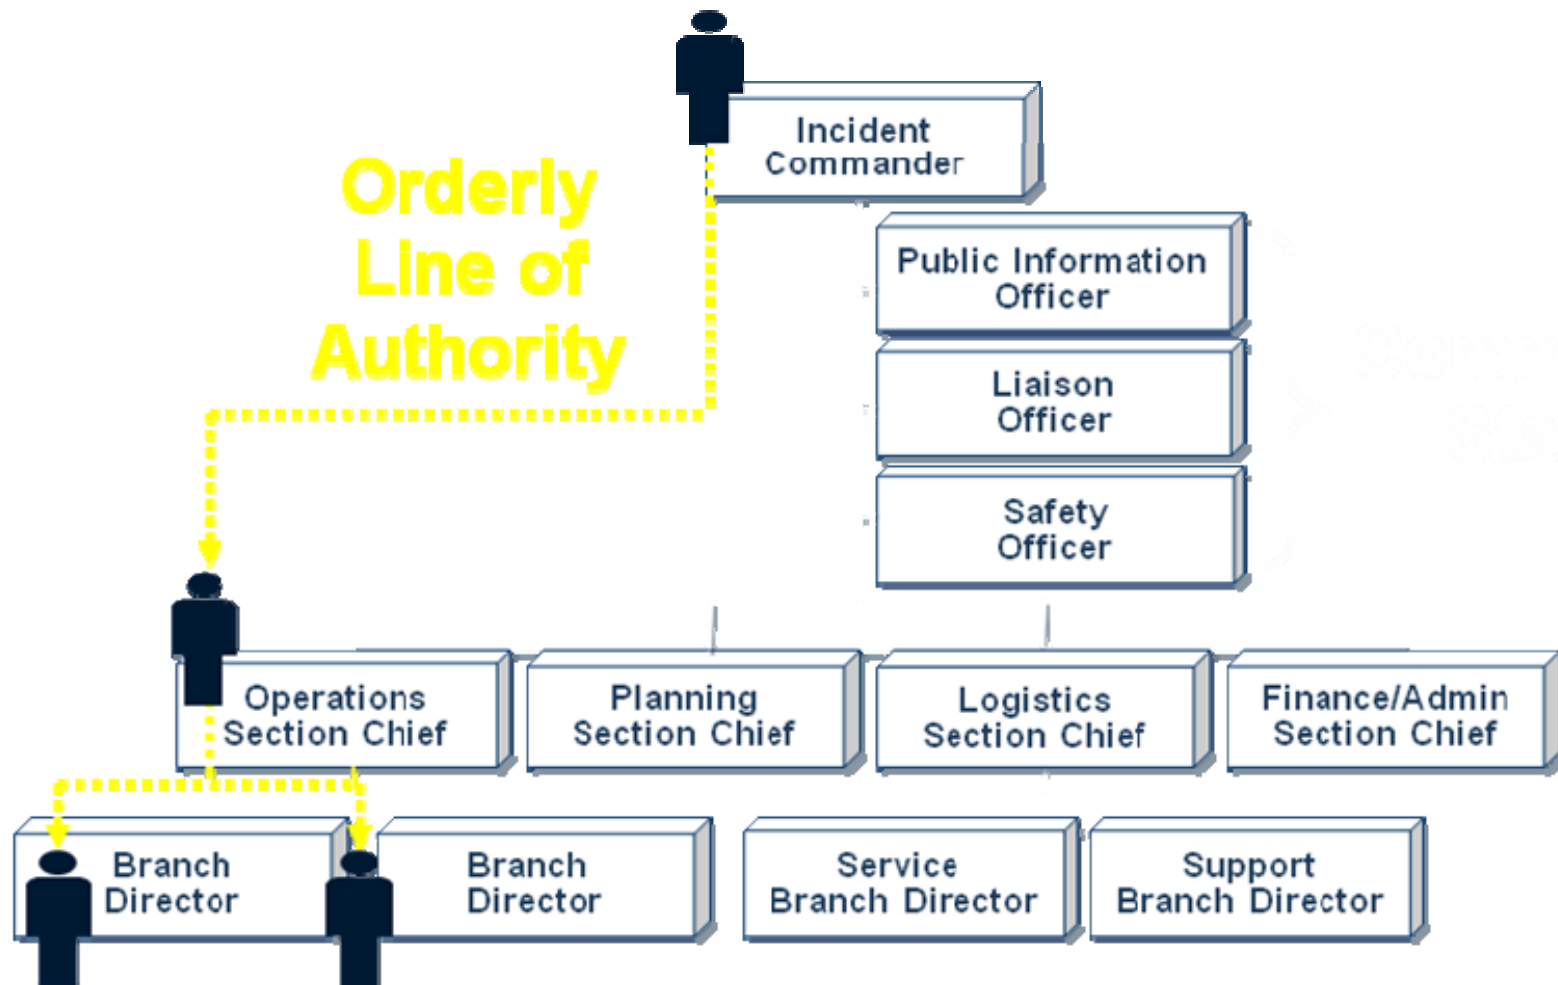 Incident
Commander
Orderly
Line of
Authority
Public Information
Officer
Liaison
Officer
Safety
Officer
Operations
Section Chief
Planning
Section Chief
Logistics
Section Chief
Finance/Admin
Section Chief
Branch
Director
Branch
Director
Service
Branch Director
Support
Branch Director